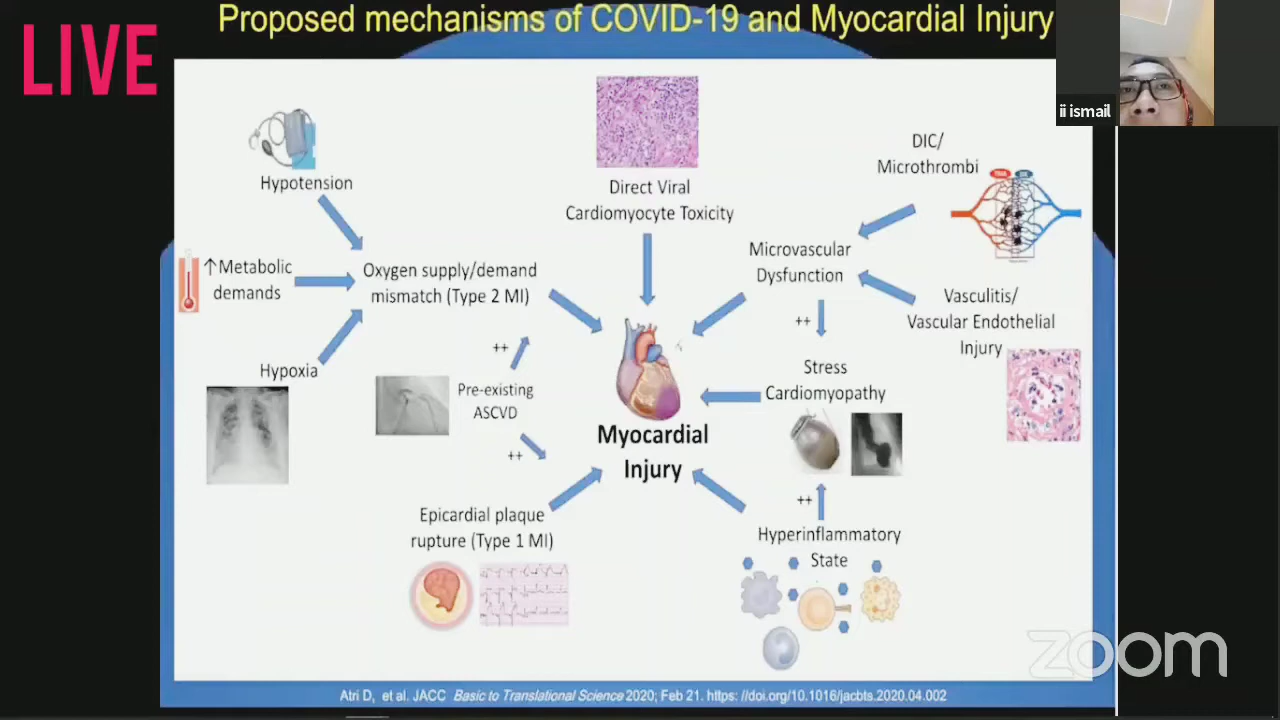 Proposed mechanisms of COVID-19 and Myocardial Injury
LIVE
ii ismail
Hypotension
Direct Viral
Cardiomyocyte Toxicity
DIC/
Microthrombi
↑Metabolic
demands
Oxygen supply/demand
mismatch (Type 2 MI)
Microvascular
Dysfunction
Vasculitis/
Vascular Endothelial
Injury
++
++
Hypoxia
Pre-existing
ASCVD
++
Stress
Cardiomyopathy
Myocardial
Injury
Epicardial plaque
rupture (Type 1 MI)
++
Hyperinflammatory
State
zoom
Atri D, et al. JACC Basic to Translational Science 2020; Feb 21. https: //doi.org/10.1016/jacbts.2020.04.002